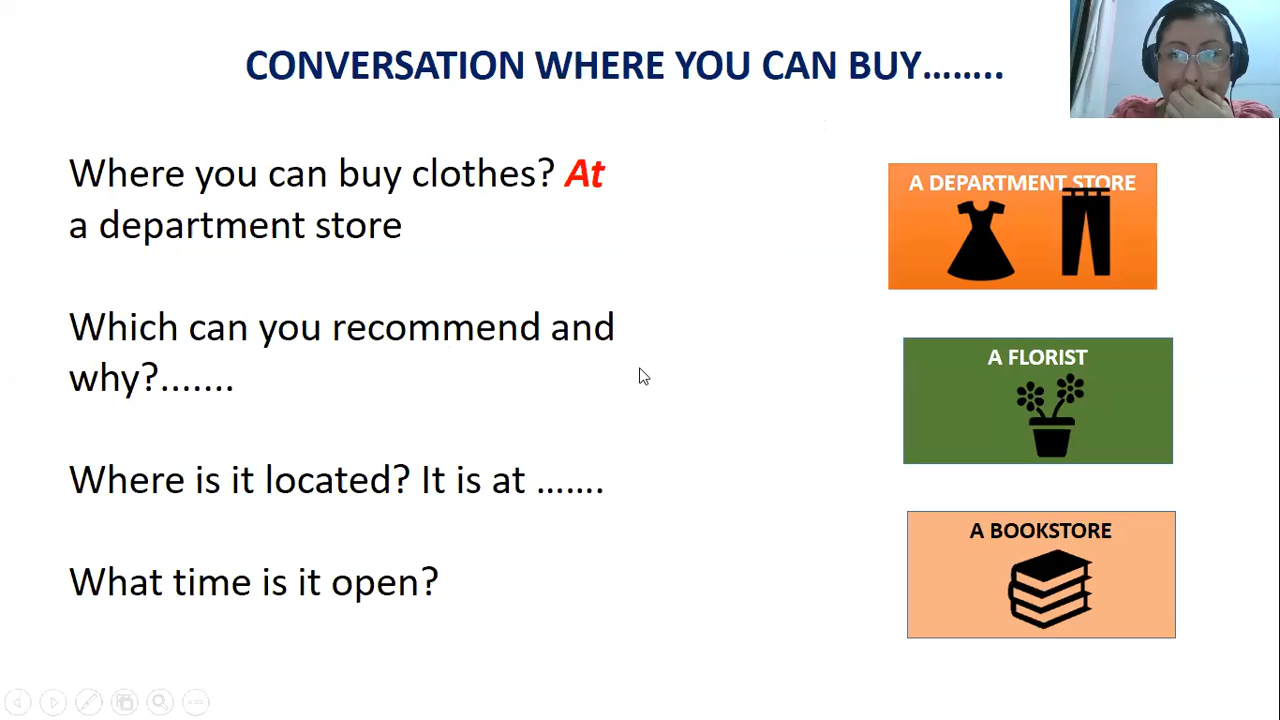 CONVERSATION WHERE YOU CAN BUY........
Where you can buy clothes? At
a department store
Which can you recommend and
why?.......
Where is it located? It is at .......
What time is it open?
A DEPARTMENT STORE
A FLORIST
A BOOKSTORE